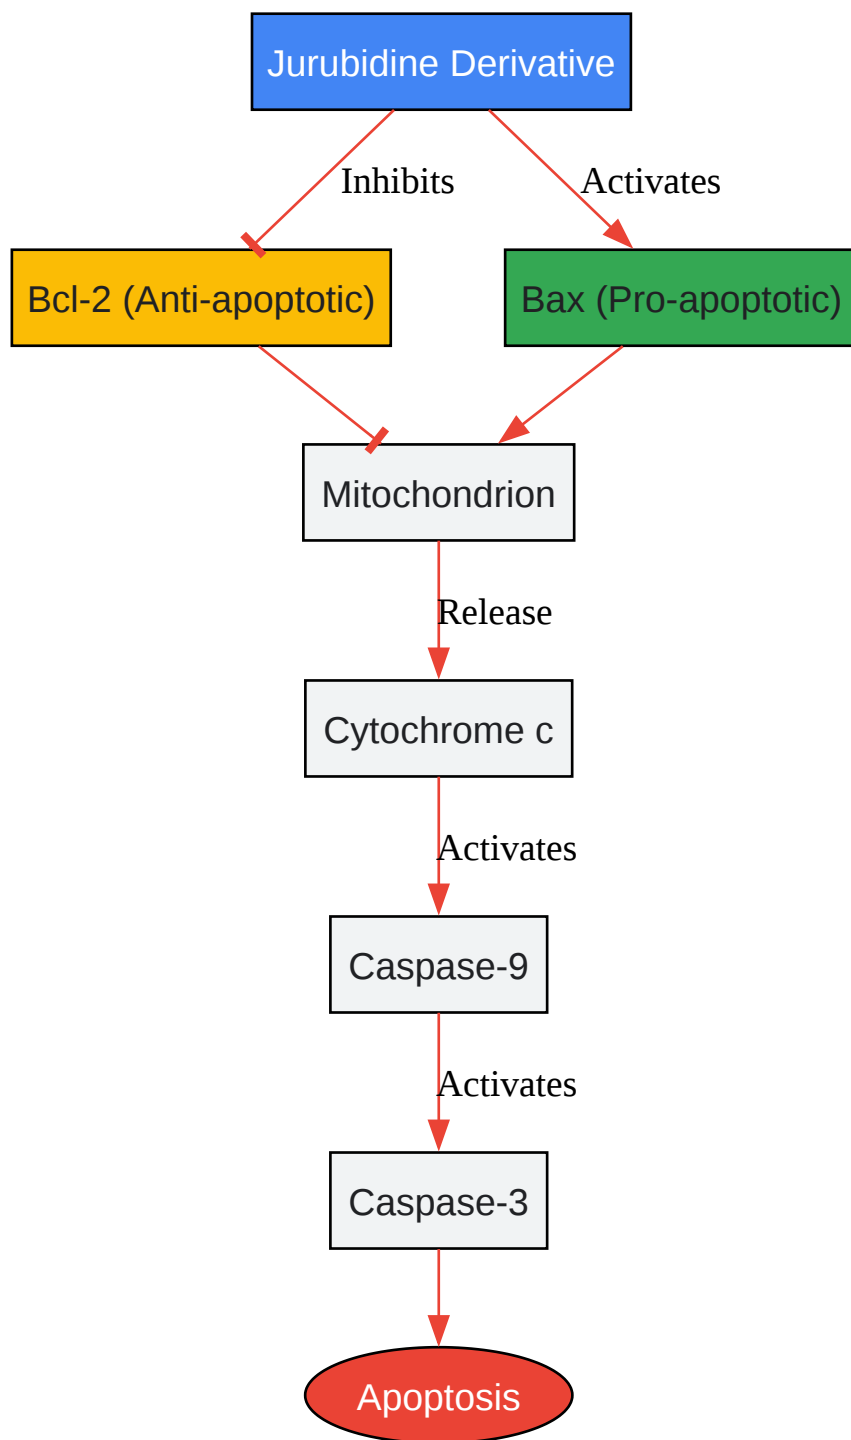 Jurubidine Derivative
Inhibits
Activates
Bcl-2 (Anti-apoptotic)
Bax (Pro-apoptotic)
Mitochondrion
Release
Cytochrome c
Activates
Caspase-9
Activates
Caspase-3
Apoptosis